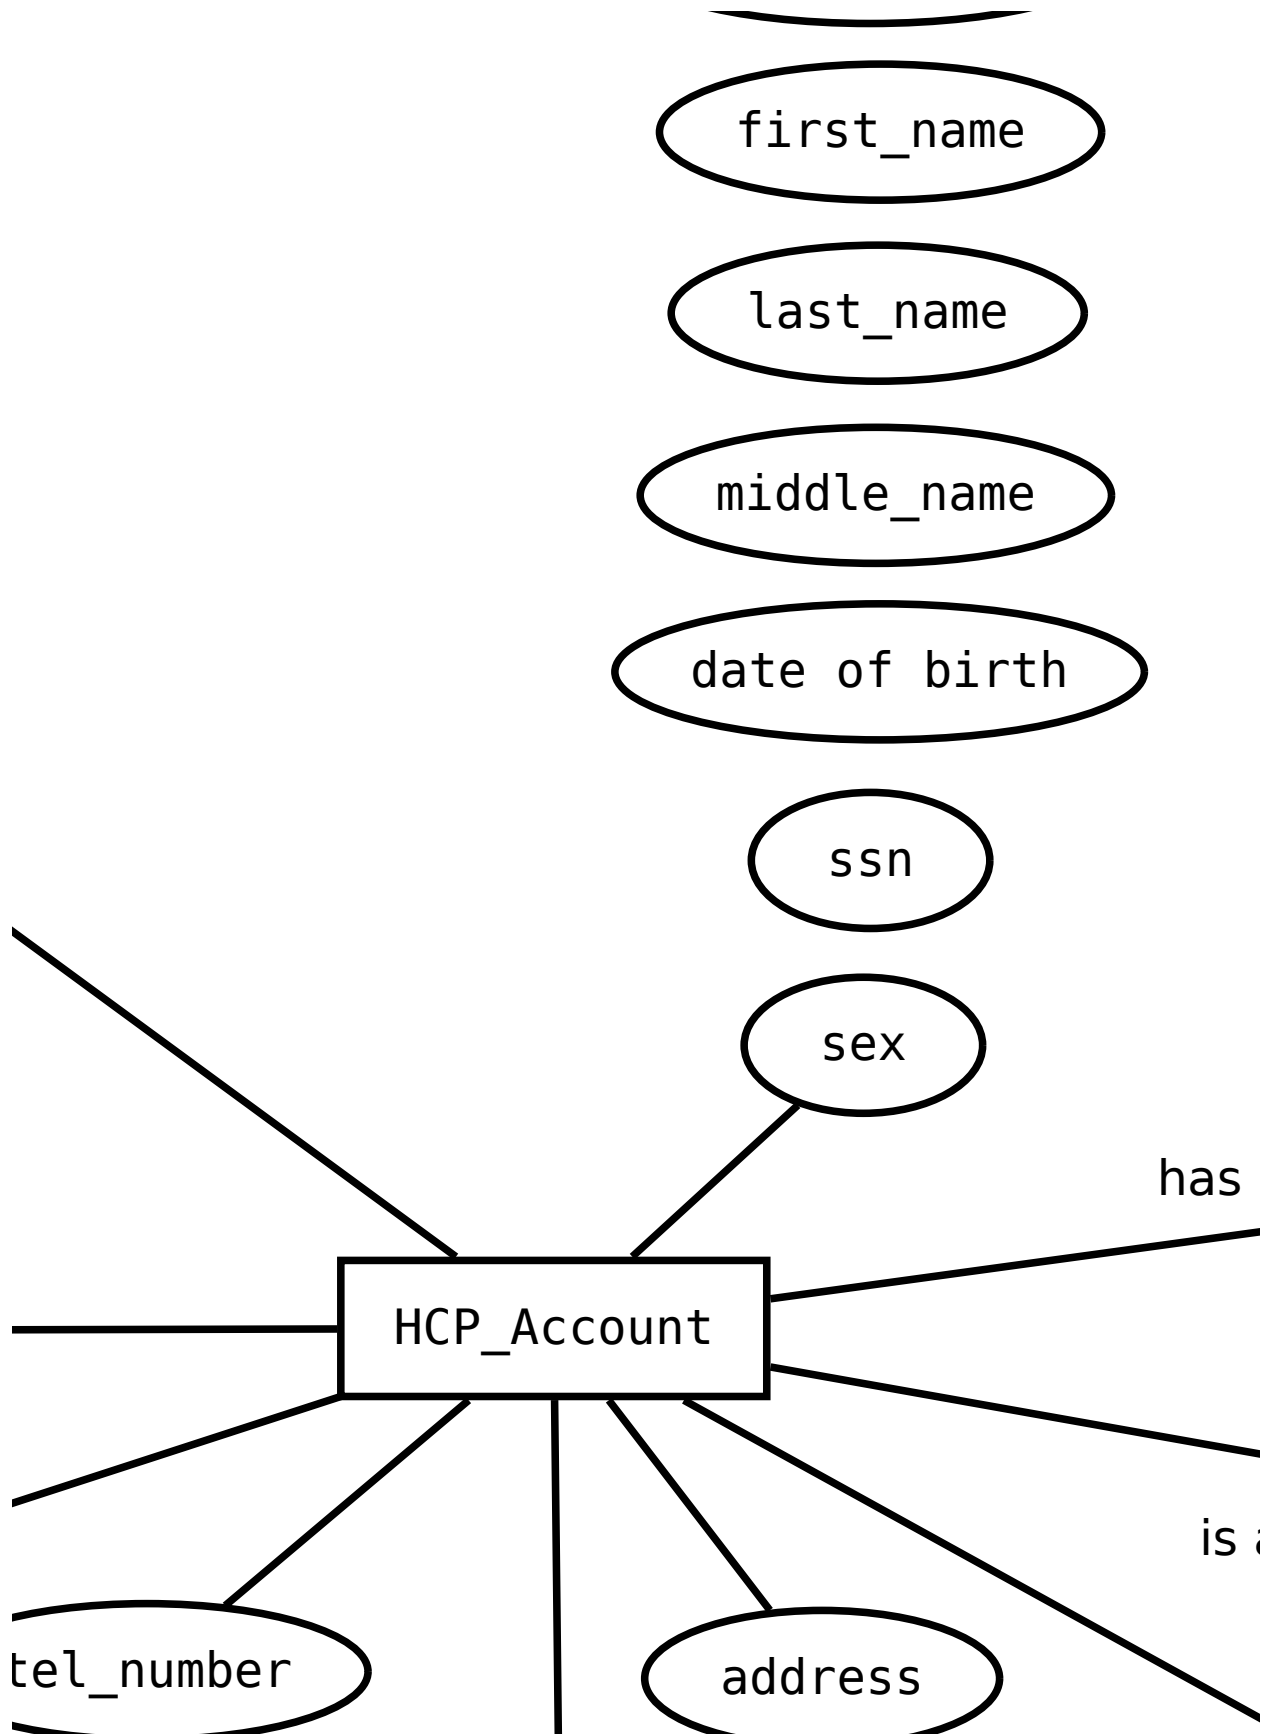 first_name
last_name
middle_name
date of birth
ssn
sex
has
HCP_Account
is
tel_number
address